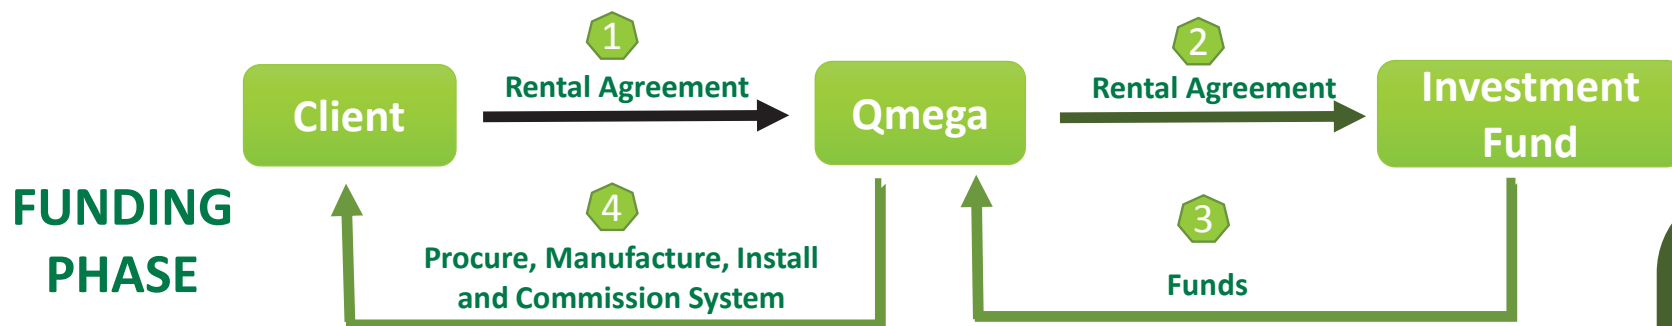 1
2
Rental Agreement
Rental Agreement
Client
Qmega
Investment
Fund
FUNDING
PHASE
4
Procure, Manufacture, Install
and Commission System
3
Funds